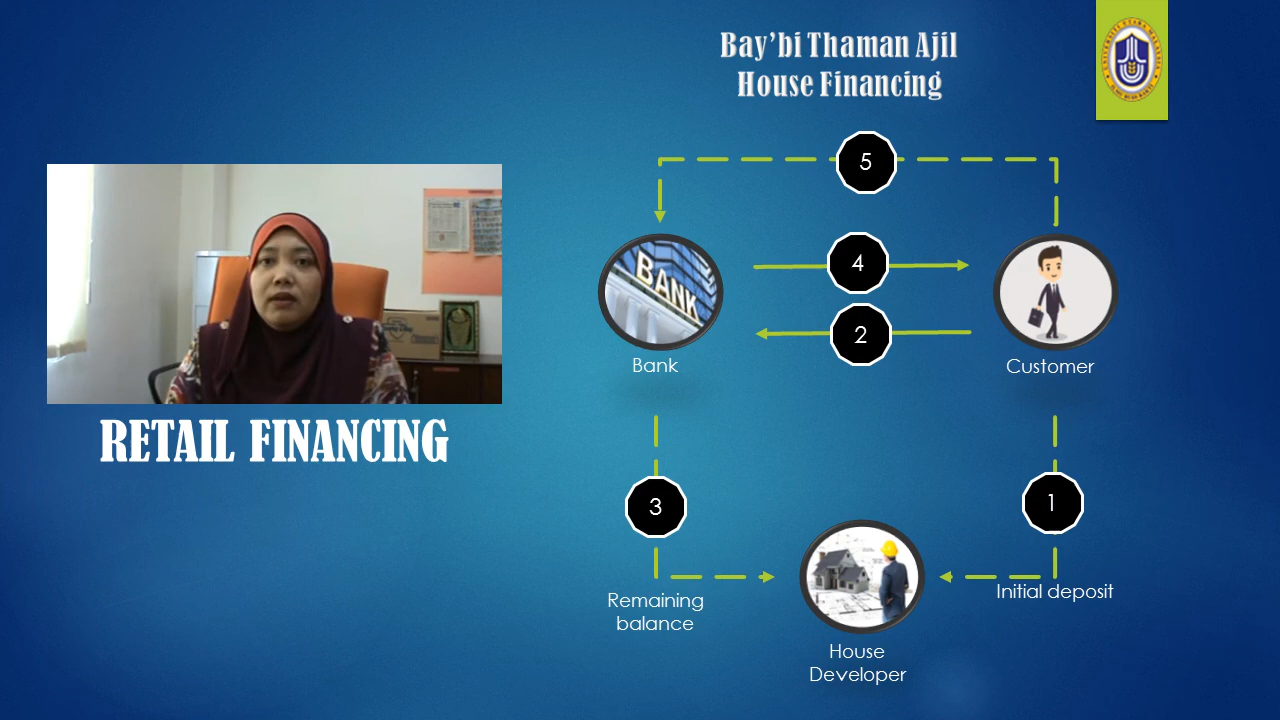 Bay’bi Thaman Ajil
House Financing
5
4
2
BANK
Bank
Customer
RETAIL FINANCING
3
1
Remaining
balance
Initial deposit
House
Developer